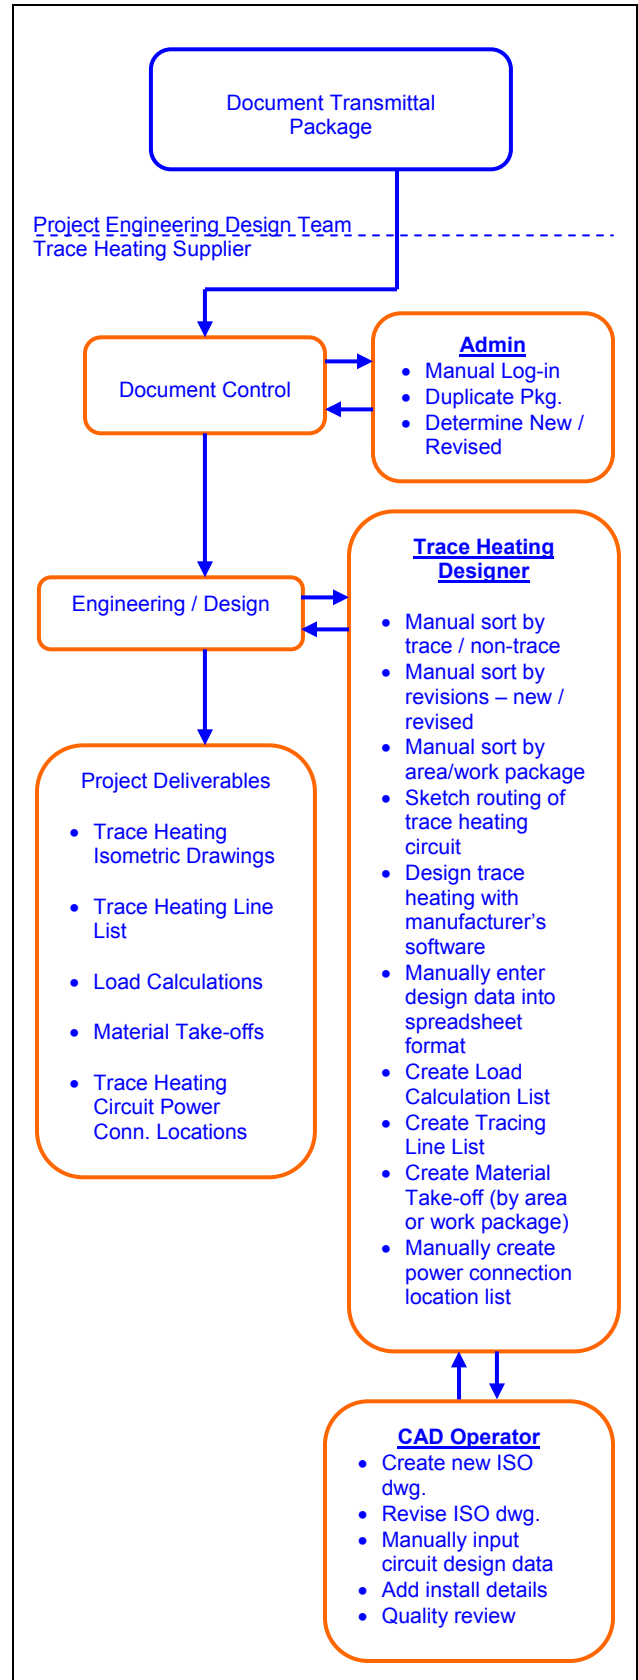 Document Transmittal
Package
Project Engineering Design Team
Trace Heating Supplier
Document Control
Admin
• Manual Log-in
• Duplicate Pkg.
• Determine New /
Revised
Engineering / Design
Trace Heating
Designer
• Manual sort by
trace / non-trace
• Manual sort by
revisions – new /
revised
• Manual sort by
area/work package
• Sketch routing of
trace heating
circuit
• Design trace
heating with
manufacturer’s
software
• Manually enter
design data into
spreadsheet
format
• Create Load
Calculation List
• Create Tracing
Line List
• Create Material
Take-off (by area
or work package)
• Manually create
power connection
location list
Project Deliverables
• Trace Heating
Isometric Drawings
• Trace Heating Line
List
• Load Calculations
• Material Take-offs
• Trace Heating
Circuit Power
Conn. Locations
CAD Operator
• Create new ISO
dwg.
• Revise ISO dwg.
• Manually input
circuit design data
• Add install details
• Quality review